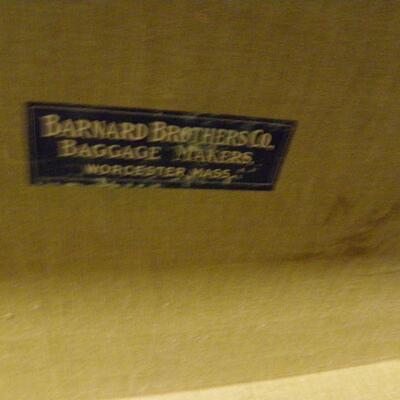 BARNARD BROTHERS CO.
BAGGAGE MAKERS
WORCESTER, MASS.